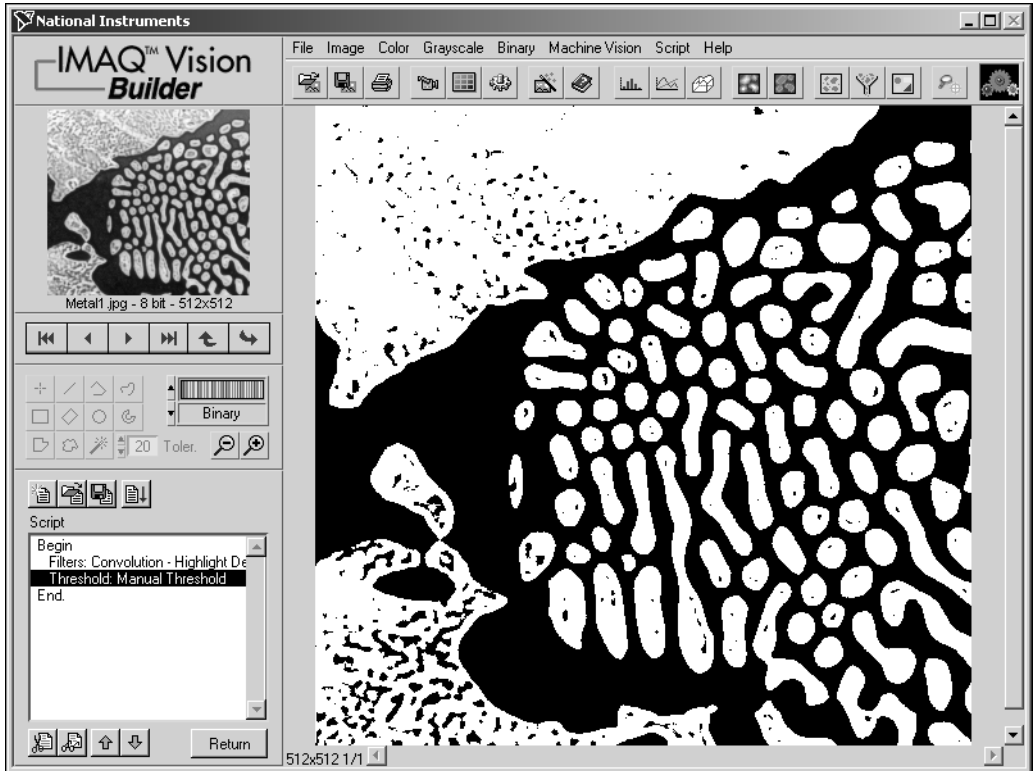 National Instruments
IMAQ™ Vision
Builder
File Image Color Grayscale Binary Machine Vision Script Help
Metal1.jpg - 8 bit - 512x512
Binary
20 Toler.
Script
Begin
Filters: Convolution - Highlight De
Threshold: Manual Threshold
End.
Return
512x512 1/1